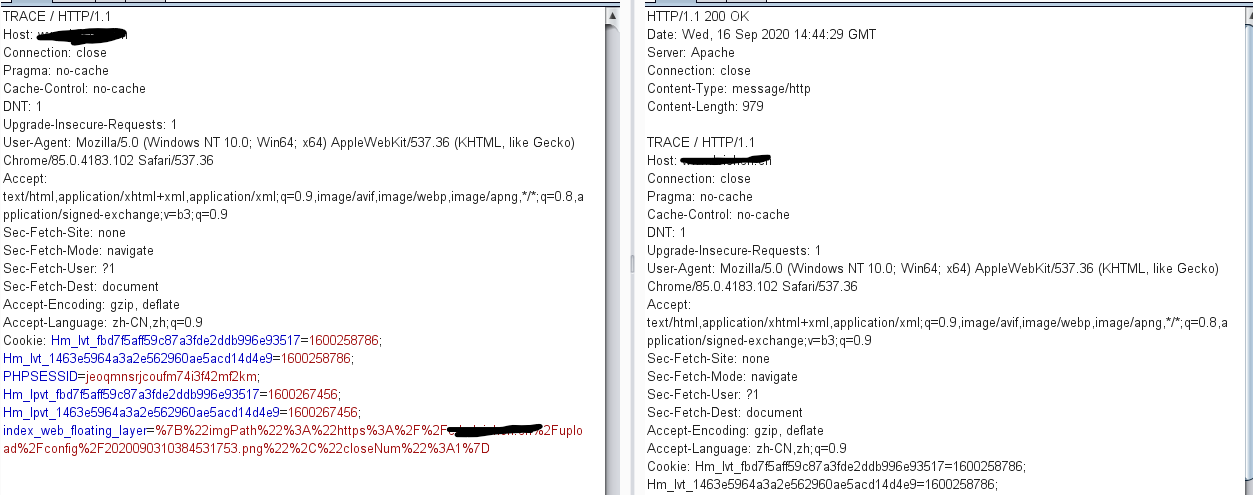 TRACE / HTTP/1.1
Host:
Connection: close
Pragma: no-cache
Cache-Control: no-cache
DNT: 1
Upgrade-Insecure-Requests: 1
User-Agent: Mozilla/5.0 (Windows NT 10.0; Win64; x64) AppleWebKit/537.36 (KHTML, like Gecko)
Chrome/85.0.4183.102 Safari/537.36
Accept:
text/html,application/xhtml+xml,application/xml;q=0.9,image/avif,image/webp,image/apng,*/*;q=0.8,a
pplication/signed-exchange;v=b3;q=0.9
Sec-Fetch-Site: none
Sec-Fetch-Mode: navigate
Sec-Fetch-User: ?1
Sec-Fetch-Dest: document
Accept-Encoding: gzip, deflate
Accept-Language: zh-CN,zh;q=0.9
Cookie: Hm_lvt_fbd7f5aff59c87a3fde2ddb996e93517=1600258786;
Hm_lvt_1463e5964a3a2e562960ae5acd14d4e9=1600258786;
PHPSESSID=jeoqmnsrjcoufm74i3f42mf2km;
Hm_lpvt_fbd7f5aff59c87a3fde2ddb996e93517=1600267456;
Hm_lpvt_1463e5964a3a2e562960ae5acd14d4e9=1600267456;
index_web_floating_layer=%7B%22imgPath%22%3A%22https%3A%2F%2F %2Fuplo
ad%2Fconfig%2F2020090310384531753.png%22%2C%22closeNum%22%3A1%7D
HTTP/1.1 200 OK
Date: Wed, 16 Sep 2020 14:44:29 GMT
Server: Apache
Connection: close
Content-Type: message/http
Content-Length: 979
TRACE / HTTP/1.1
Host:
Connection: close
Pragma: no-cache
Cache-Control: no-cache
DNT: 1
Upgrade-Insecure-Requests: 1
User-Agent: Mozilla/5.0 (Windows NT 10.0; Win64; x64) AppleWebKit/537.36 (KHTML, like Gecko)
Chrome/85.0.4183.102 Safari/537.36
Accept:
text/html,application/xhtml+xml,application/xml;q=0.9,image/avif,image/webp,image/apng,*/*;q=0.8,a
pplication/signed-exchange;v=b3;q=0.9
Sec-Fetch-Site: none
Sec-Fetch-Mode: navigate
Sec-Fetch-User: ?1
Sec-Fetch-Dest: document
Accept-Encoding: gzip, deflate
Accept-Language: zh-CN,zh;q=0.9
Cookie: Hm_lvt_fbd7f5aff59c87a3fde2ddb996e93517=1600258786;
Hm_lvt_1463e5964a3a2e562960ae5acd14d4e9=1600258786;